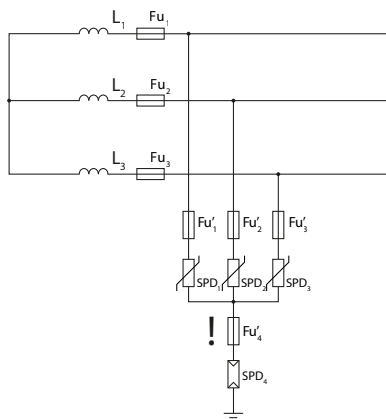 L₁ Fu₁
L₂ Fu₂
L₃ Fu₃
Fu'₁ Fu'₂ Fu'₃
SPD₁ SPD₂ SPD₃
! Fu'₄
SPD₄